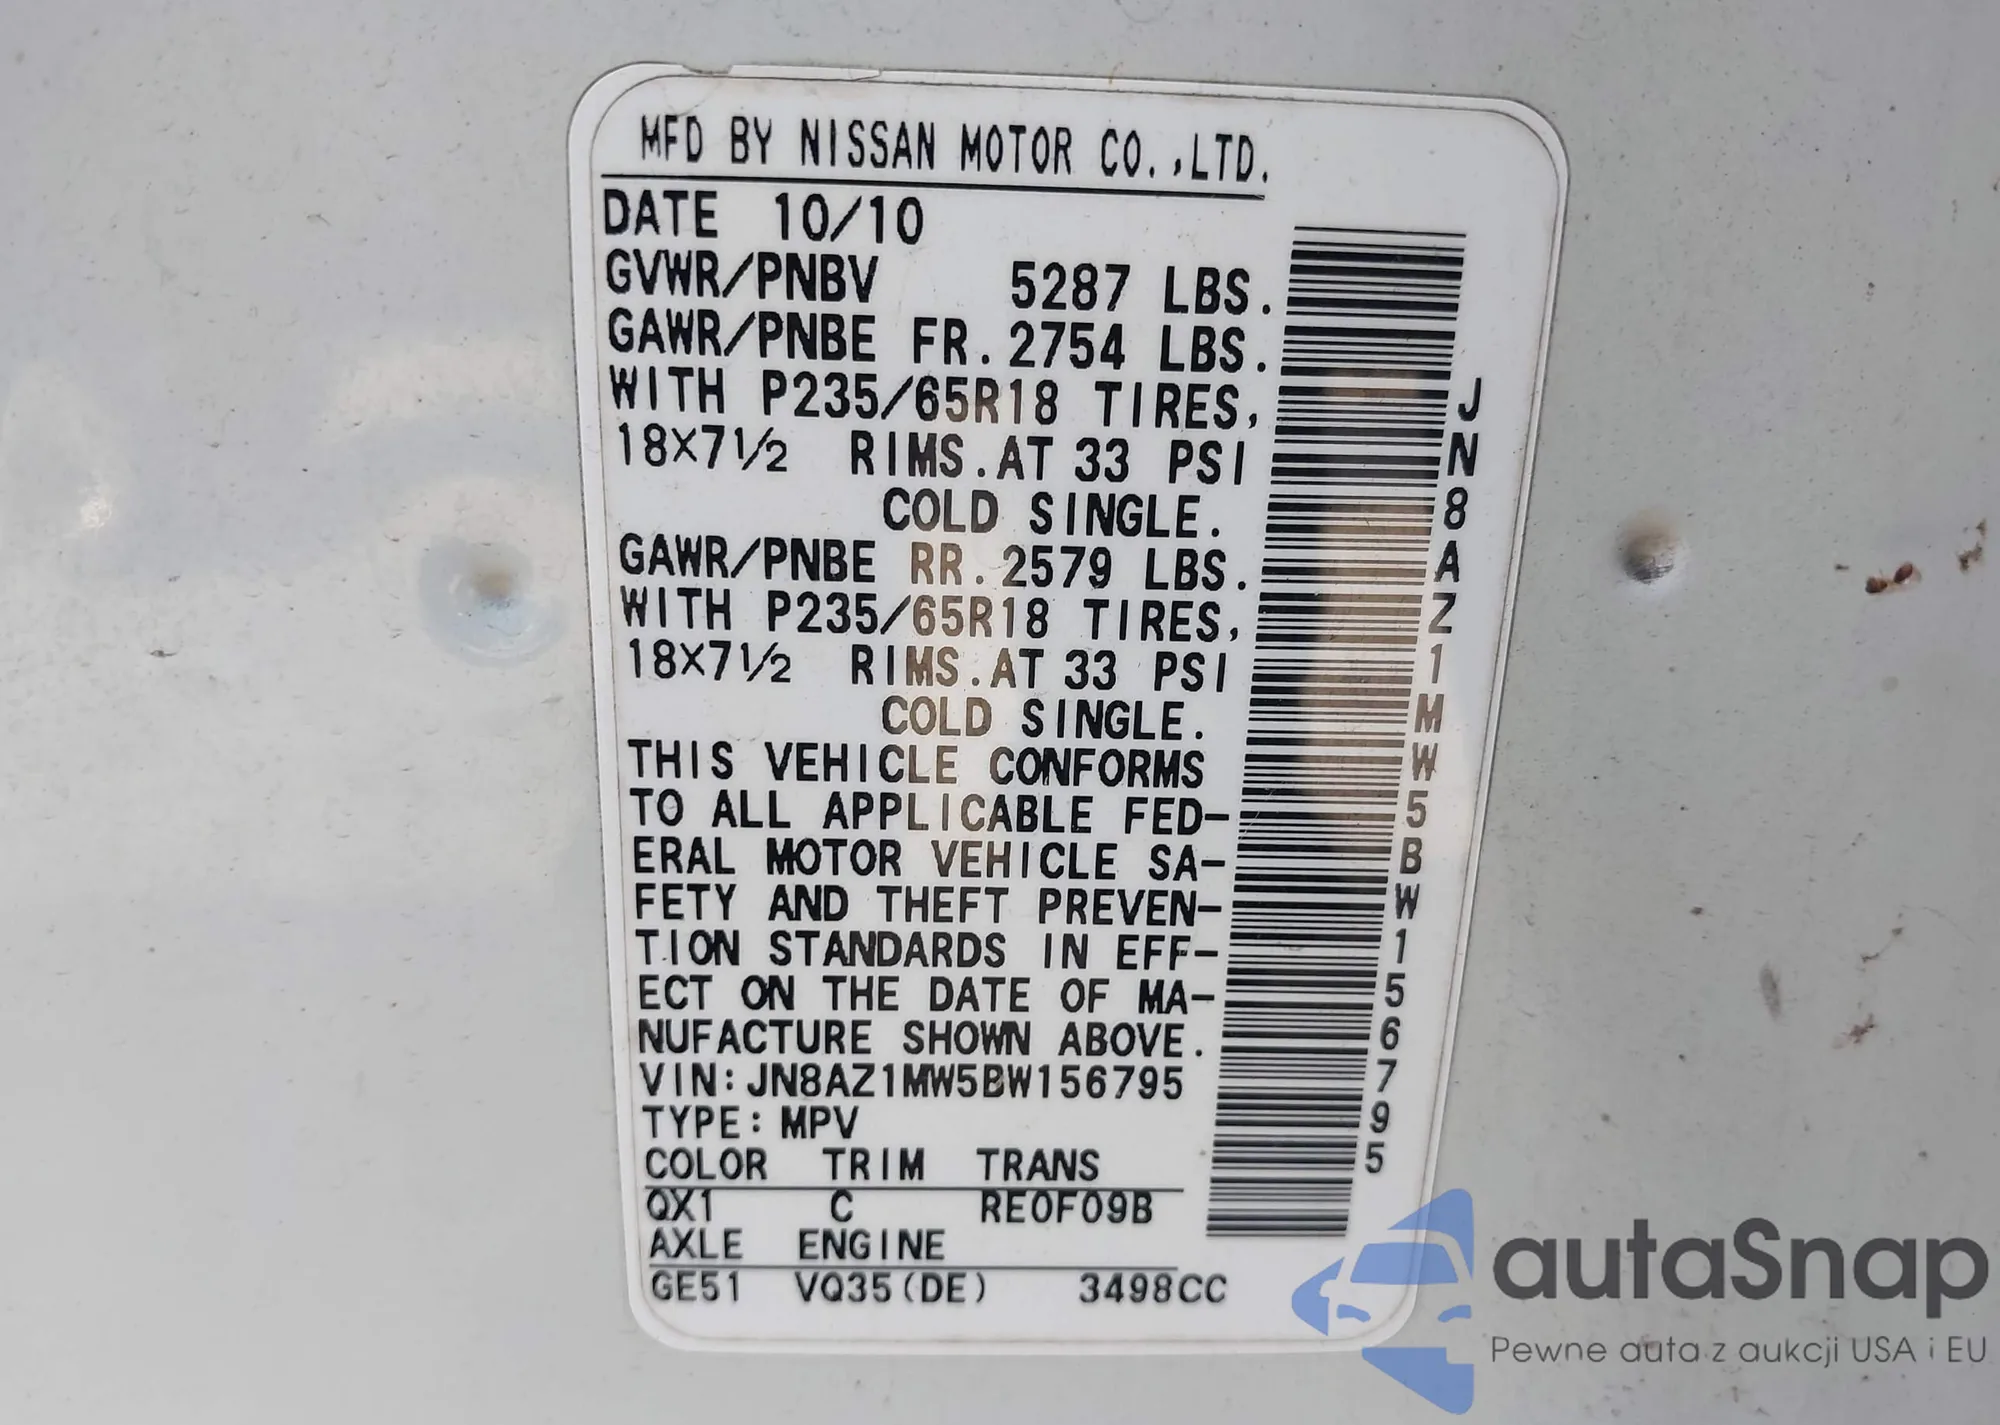 MFD BY NISSAN MOTOR CO.,LTD.
DATE 10/10
GVWR/PNBV 5287 LBS.
GAWR/PNBE FR. 2754 LBS.
WITH P235/65R18 TIRES,
18×7½ RIMS.AT 33 PSI
COLD SINGLE.
GAWR/PNBE RR. 2579 LBS.
WITH P235/65R18 TIRES,
18×7½ RIMS.AT 33 PSI
COLD SINGLE.
THIS VEHICLE CONFORMS
TO ALL APPLICABLE FED-
ERAL MOTOR VEHICLE SA-
FETY AND THEFT PREVEN-
TION STANDARDS IN EFF-
ECT ON THE DATE OF MA-
NUFACTURE SHOWN ABOVE.
VIN: JN8AZ1MW5BW156795
TYPE: MPV
COLOR TRIM TRANS
QX1 C RE0F09B
AXLE ENGINE
GE51 VQ35(DE) 3498CC
JN8AZ1MW5BW156795
autaSnap
Pewne auta z aukcji USA i EU